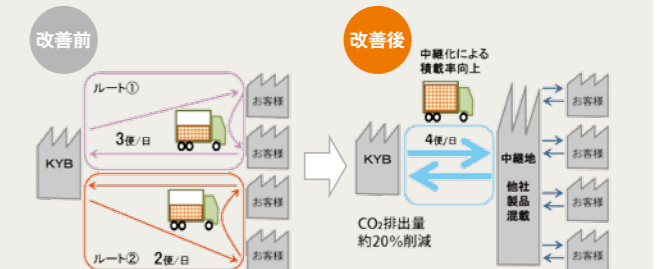 改善前
ルート①
KYB
3便/日
お客様
お客様
お客様
お客様
ルート② 2便/日
改善後
中継化による
積載率向上
KYB
4便/日
CO₂排出量
約20%削減
中継地
他社
製品
混載
お客様
お客様
お客様
お客様